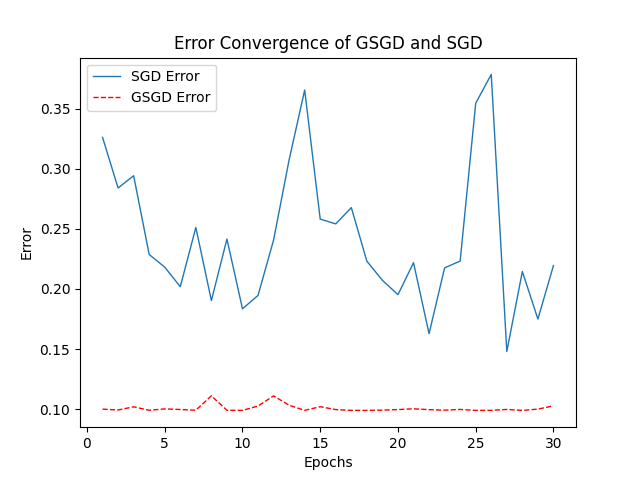 Error Convergence of GSGD and SGD
SGD Error
GSGD Error
0.35
0.30
0.25
0.20
0.15
0.10
Error
0 5 10 15 20 25 30
Epochs